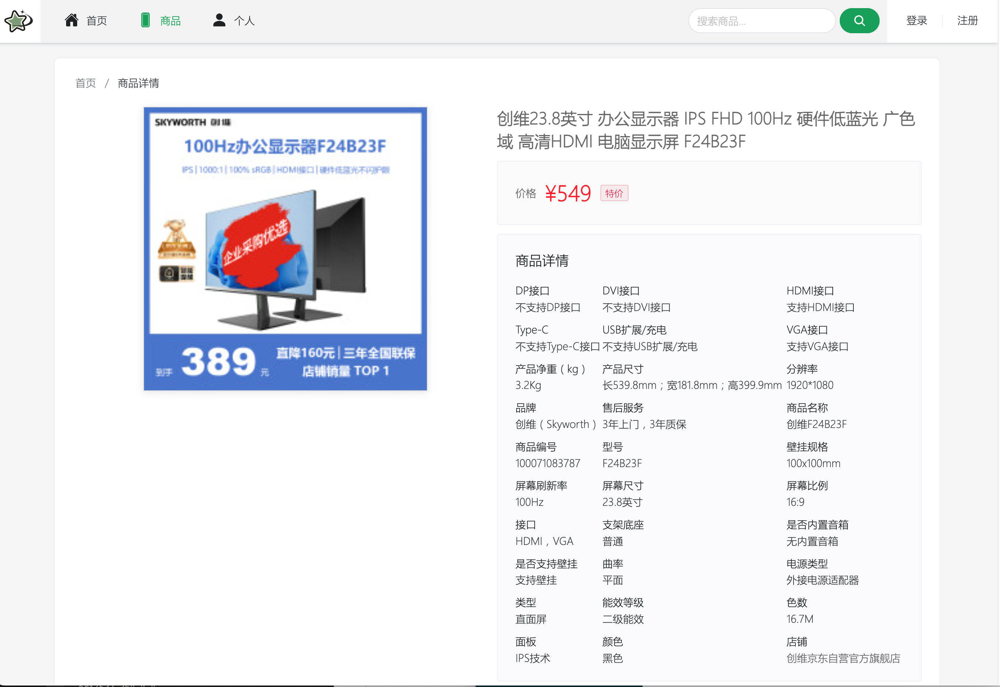 首页
商品
个人
搜索商品...
登录
注册
首页 / 商品详情
SKYWORTH 创维
100Hz办公显示器F24B23F
IPS|1000:1|100% sRGB|HDMI接口|硬件低蓝光不闪护眼
企业采购优选
到手 389 元
直降160元|三年全国联保
店铺销量 TOP 1
创维23.8英寸 办公显示器 IPS FHD 100Hz 硬件低蓝光 广色
域 高清HDMI 电脑显示屏 F24B23F
价格 ¥549 特价
商品详情
DP接口 DVI接口 HDMI接口
不支持DP接口 不支持DVI接口 支持HDMI接口
Type-C USB扩展/充电 VGA接口
不支持Type-C接口 不支持USB扩展/充电 支持VGA接口
产品净重（kg） 产品尺寸 分辨率
3.2Kg 长539.8mm；宽181.8mm；高399.9mm 1920*1080
品牌 售后服务 商品名称
创维（Skyworth） 3年上门，3年质保 创维F24B23F
商品编号 型号 壁挂规格
100071083787 F24B23F 100x100mm
屏幕刷新率 屏幕尺寸 屏幕比例
100Hz 23.8英寸 16:9
接口 支架底座 是否内置音箱
HDMI，VGA 普通 无内置音箱
是否支持壁挂 曲率 电源类型
支持壁挂 平面 外接电源适配器
类型 能效等级 色数
直面屏 二级能效 16.7M
面板 颜色 店铺
IPS技术 黑色 创维京东自营官方旗舰店